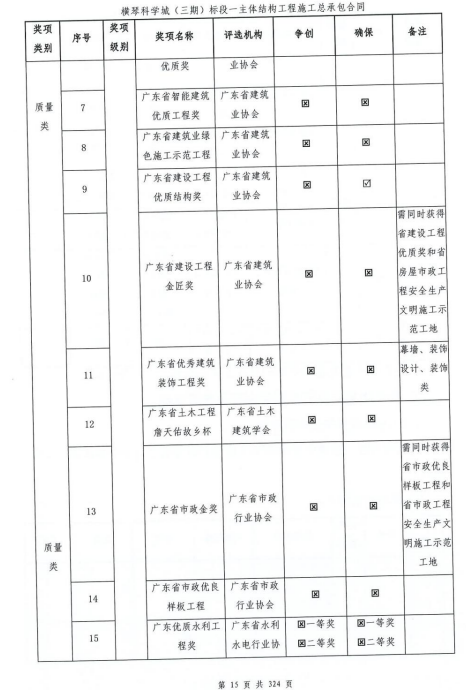 横琴科学城（三期）标段一主体结构工程施工总承包合同
奖项类别 序号 奖项级别 奖项名称 评选机构 争创 确保 备注
优质奖 业协会
质量类 7 广东省智能建筑优质工程奖 广东省建筑业协会 ☒ ☒
8 广东省建筑业绿色施工示范工程 广东省建筑业协会 ☒ ☒
9 广东省建设工程优质结构奖 广东省建筑业协会 ☒ ☑
10 广东省建设工程金匠奖 广东省建筑业协会 ☒ ☒ 需同时获得省建设工程优质奖和省房屋市政工程安全生产文明施工示范工地
11 广东省优秀建筑装饰工程奖 广东省建筑业协会 ☒ ☒ 幕墙、装饰设计、装饰类
12 广东省土木工程詹天佑故乡杯 广东省土木建筑学会 ☒ ☒
质量类 13 广东省市政金奖 广东省市政行业协会 ☒ ☒ 需同时获得省市政优良样板工程和省市政工程安全生产文明施工示范工地
14 广东省市政优良样板工程 广东省市政行业协会 ☒ ☒
15 广东优质水利工程奖 广东省水利水电行业协 ☒一等奖 ☒二等奖 ☒一等奖 ☒二等奖
第 15 页 共 324 页